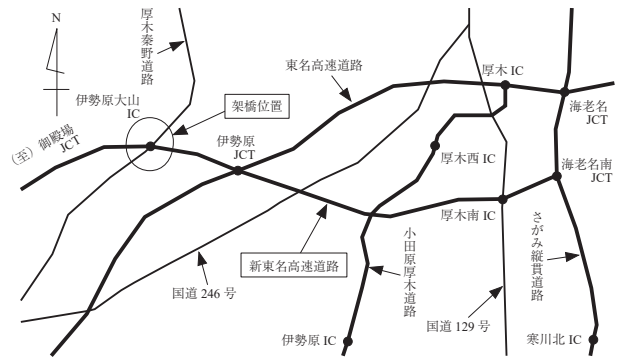 N
厚木秦野道路
東名高速道路
厚木 IC
伊勢原大山
IC
架橋位置
海老名
JCT
(至) 御殿場
JCT
伊勢原
JCT
厚木西 IC
海老名南
JCT
厚木南 IC
新東名高速道路
小田原厚木道路
さがみ縦貫道路
国道 246 号
国道 129 号
伊勢原 IC
寒川北 IC